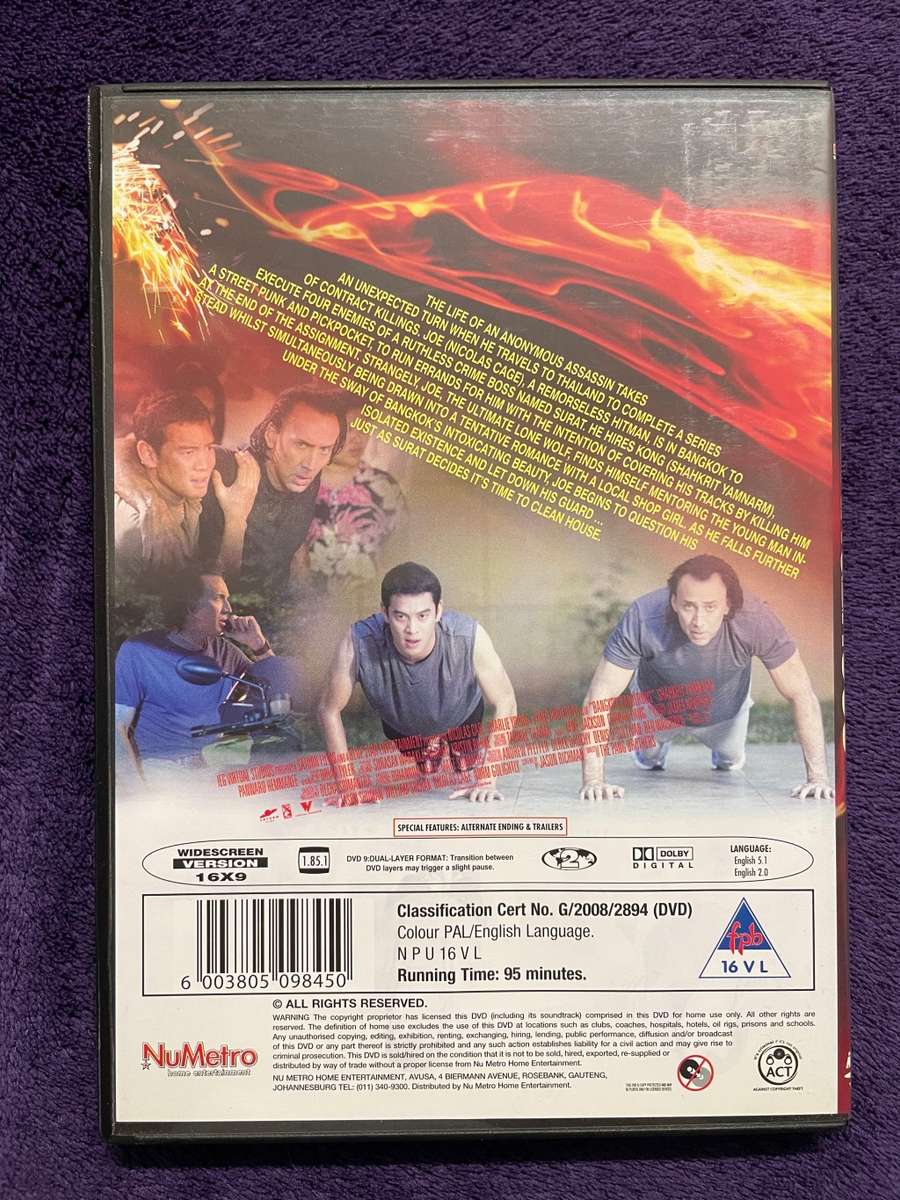 THE LIFE OF AN ANONYMOUS ASSASSIN TAKES
AN UNEXPECTED TURN WHEN HE TRAVELS TO THAILAND TO COMPLETE A SERIES
OF CONTRACT KILLINGS. JOE (NICOLAS CAGE), A REMORSELESS HITMAN, IS IN BANGKOK TO
EXECUTE FOUR ENEMIES OF A RUTHLESS CRIME BOSS NAMED SURAT. HE HIRES KONG (SHAHKRIT YAMNARM),
A STREET PUNK AND PICKPOCKET, TO RUN ERRANDS FOR HIM WITH THE INTENTION OF COVERING HIS TRACKS BY KILLING HIM
AT THE END OF THE ASSIGNMENT. STRANGELY, JOE, THE ULTIMATE LONE WOLF, FINDS HIMSELF MENTORING THE YOUNG MAN IN-
STEAD WHILST SIMULTANEOUSLY BEING DRAWN INTO A TENTATIVE ROMANCE WITH A LOCAL SHOP GIRL. AS HE FALLS FURTHER
UNDER THE SWAY OF BANGKOK'S INTOXICATING BEAUTY, JOE BEGINS TO QUESTION HIS
ISOLATED EXISTENCE AND LET DOWN HIS GUARD ...
JUST AS SURAT DECIDES IT'S TIME TO CLEAN HOUSE.
THE PANG BROTHERS
SPECIAL FEATURES: ALTERNATE ENDING & TRAILERS
WIDESCREEN
VERSION
16X9
1.85.1
DVD 9:DUAL-LAYER FORMAT: Transition between
DVD layers may trigger a slight pause.
2
DOLBY
DIGITAL
LANGUAGE:
English 5.1
English 2.0
6 003805 098450
Classification Cert No. G/2008/2894 (DVD)
Colour PAL/English Language.
N P U 16 V L
Running Time: 95 minutes.
fpb
16 V L
© ALL RIGHTS RESERVED.
WARNING The copyright proprietor has licensed this DVD (including its soundtrack) comprised in this DVD for home use only. All other rights are
reserved. The definition of home use excludes the use of this DVD at locations such as clubs, coaches, hospitals, hotels, oil rigs, prisons and schools.
Any unauthorised copying, editing, exhibition, renting, exchanging, hiring, lending, public performance, diffusion and/or broadcast
of this DVD or any part thereof is strictly prohibited and any such action establishes liability for a civil action and may give rise to
criminal prosecution. This DVD is sold/hired on the condition that it is not to be sold, hired, exported, re-supplied or
distributed by way of trade without a proper license from Nu Metro Home Entertainment.
NU METRO HOME ENTERTAINMENT, AVUSA, 4 BIERMANN AVENUE, ROSEBANK, GAUTENG,
JOHANNESBURG TEL: (011) 340-9300. Distributed by Nu Metro Home Entertainment.
NuMetro
home entertainment
ACT
AGAINST COPYRIGHT THEFT